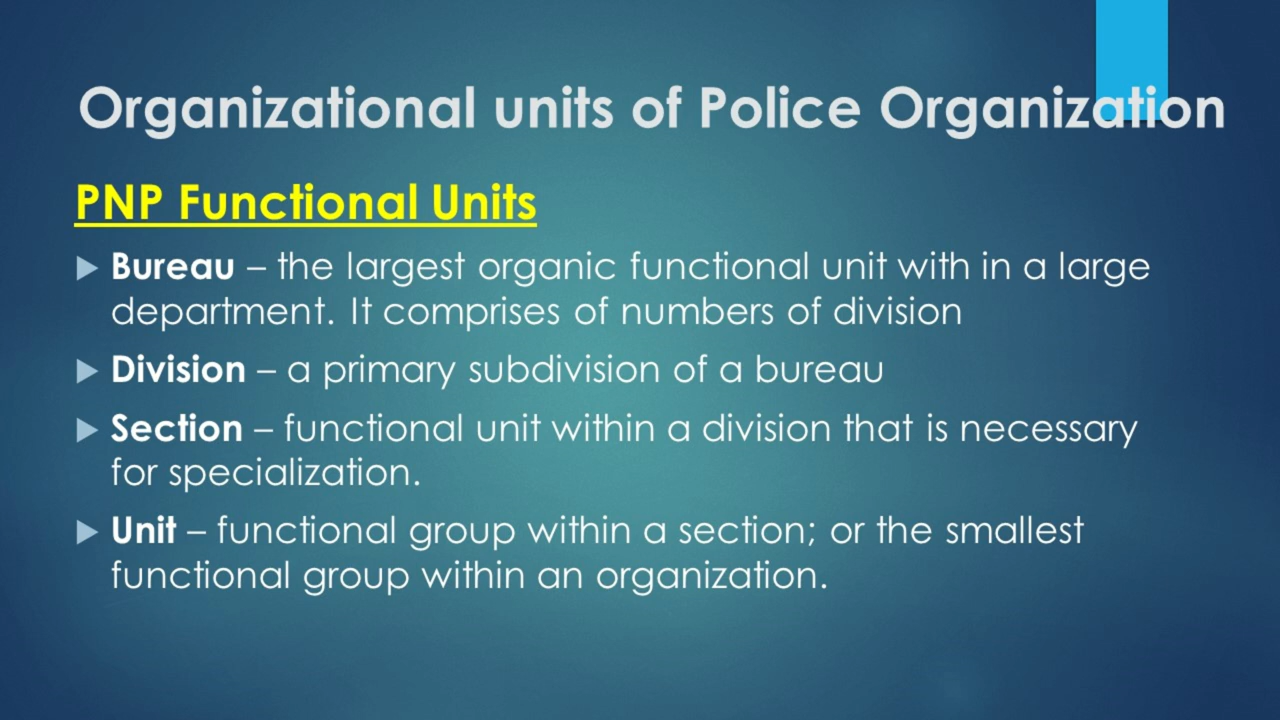 Organizational units of Police Organization
PNP Functional Units
Bureau – the largest organic functional unit with in a large
department. It comprises of numbers of division
Division – a primary subdivision of a bureau
Section – functional unit within a division that is necessary
for specialization.
Unit – functional group within a section; or the smallest
functional group within an organization.